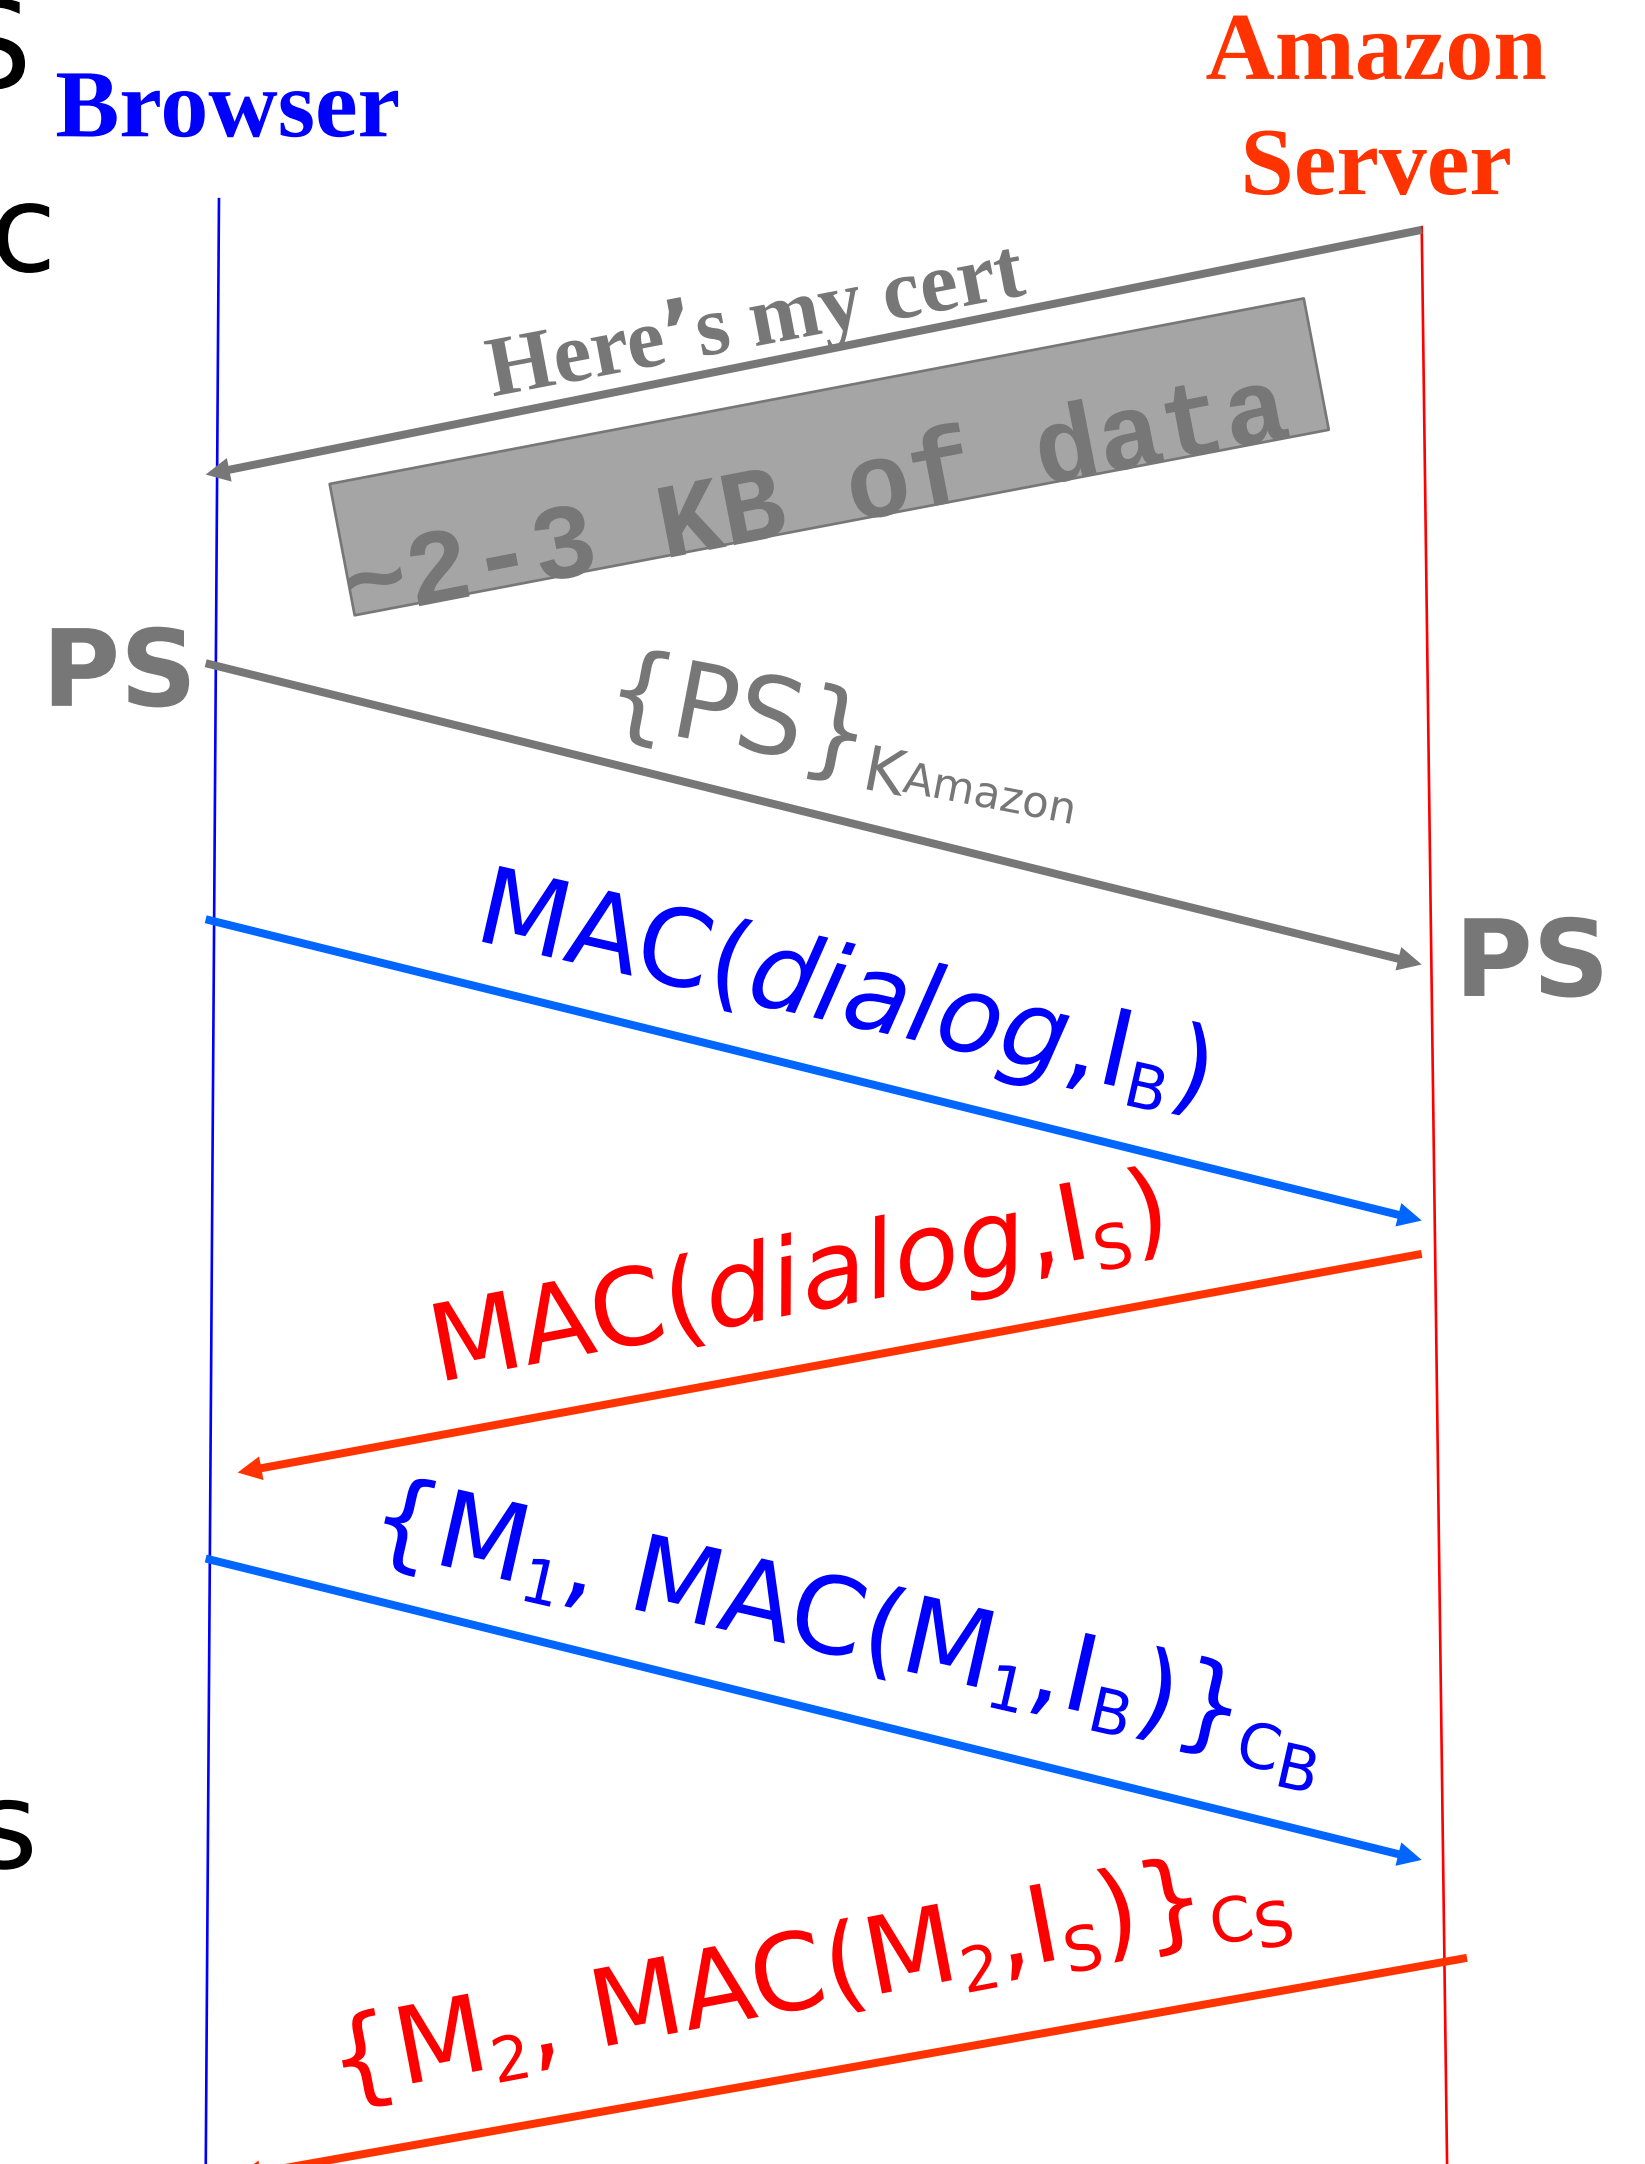 S
Browser
Amazon
Server
C
Here's my cert
~2-3 KB of data
PS
{PS}KAmazon
PS
MAC(dialog,IB)
MAC(dialog,IS)
{M1, MAC(M1,IB)}CB
S
{M2, MAC(M2,IS)}CS